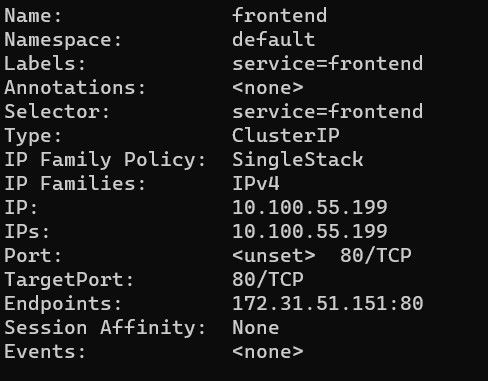 Name: frontend
Namespace: default
Labels: service=frontend
Annotations: <none>
Selector: service=frontend
Type: ClusterIP
IP Family Policy: SingleStack
IP Families: IPv4
IP: 10.100.55.199
IPs: 10.100.55.199
Port: <unset> 80/TCP
TargetPort: 80/TCP
Endpoints: 172.31.51.151:80
Session Affinity: None
Events: <none>